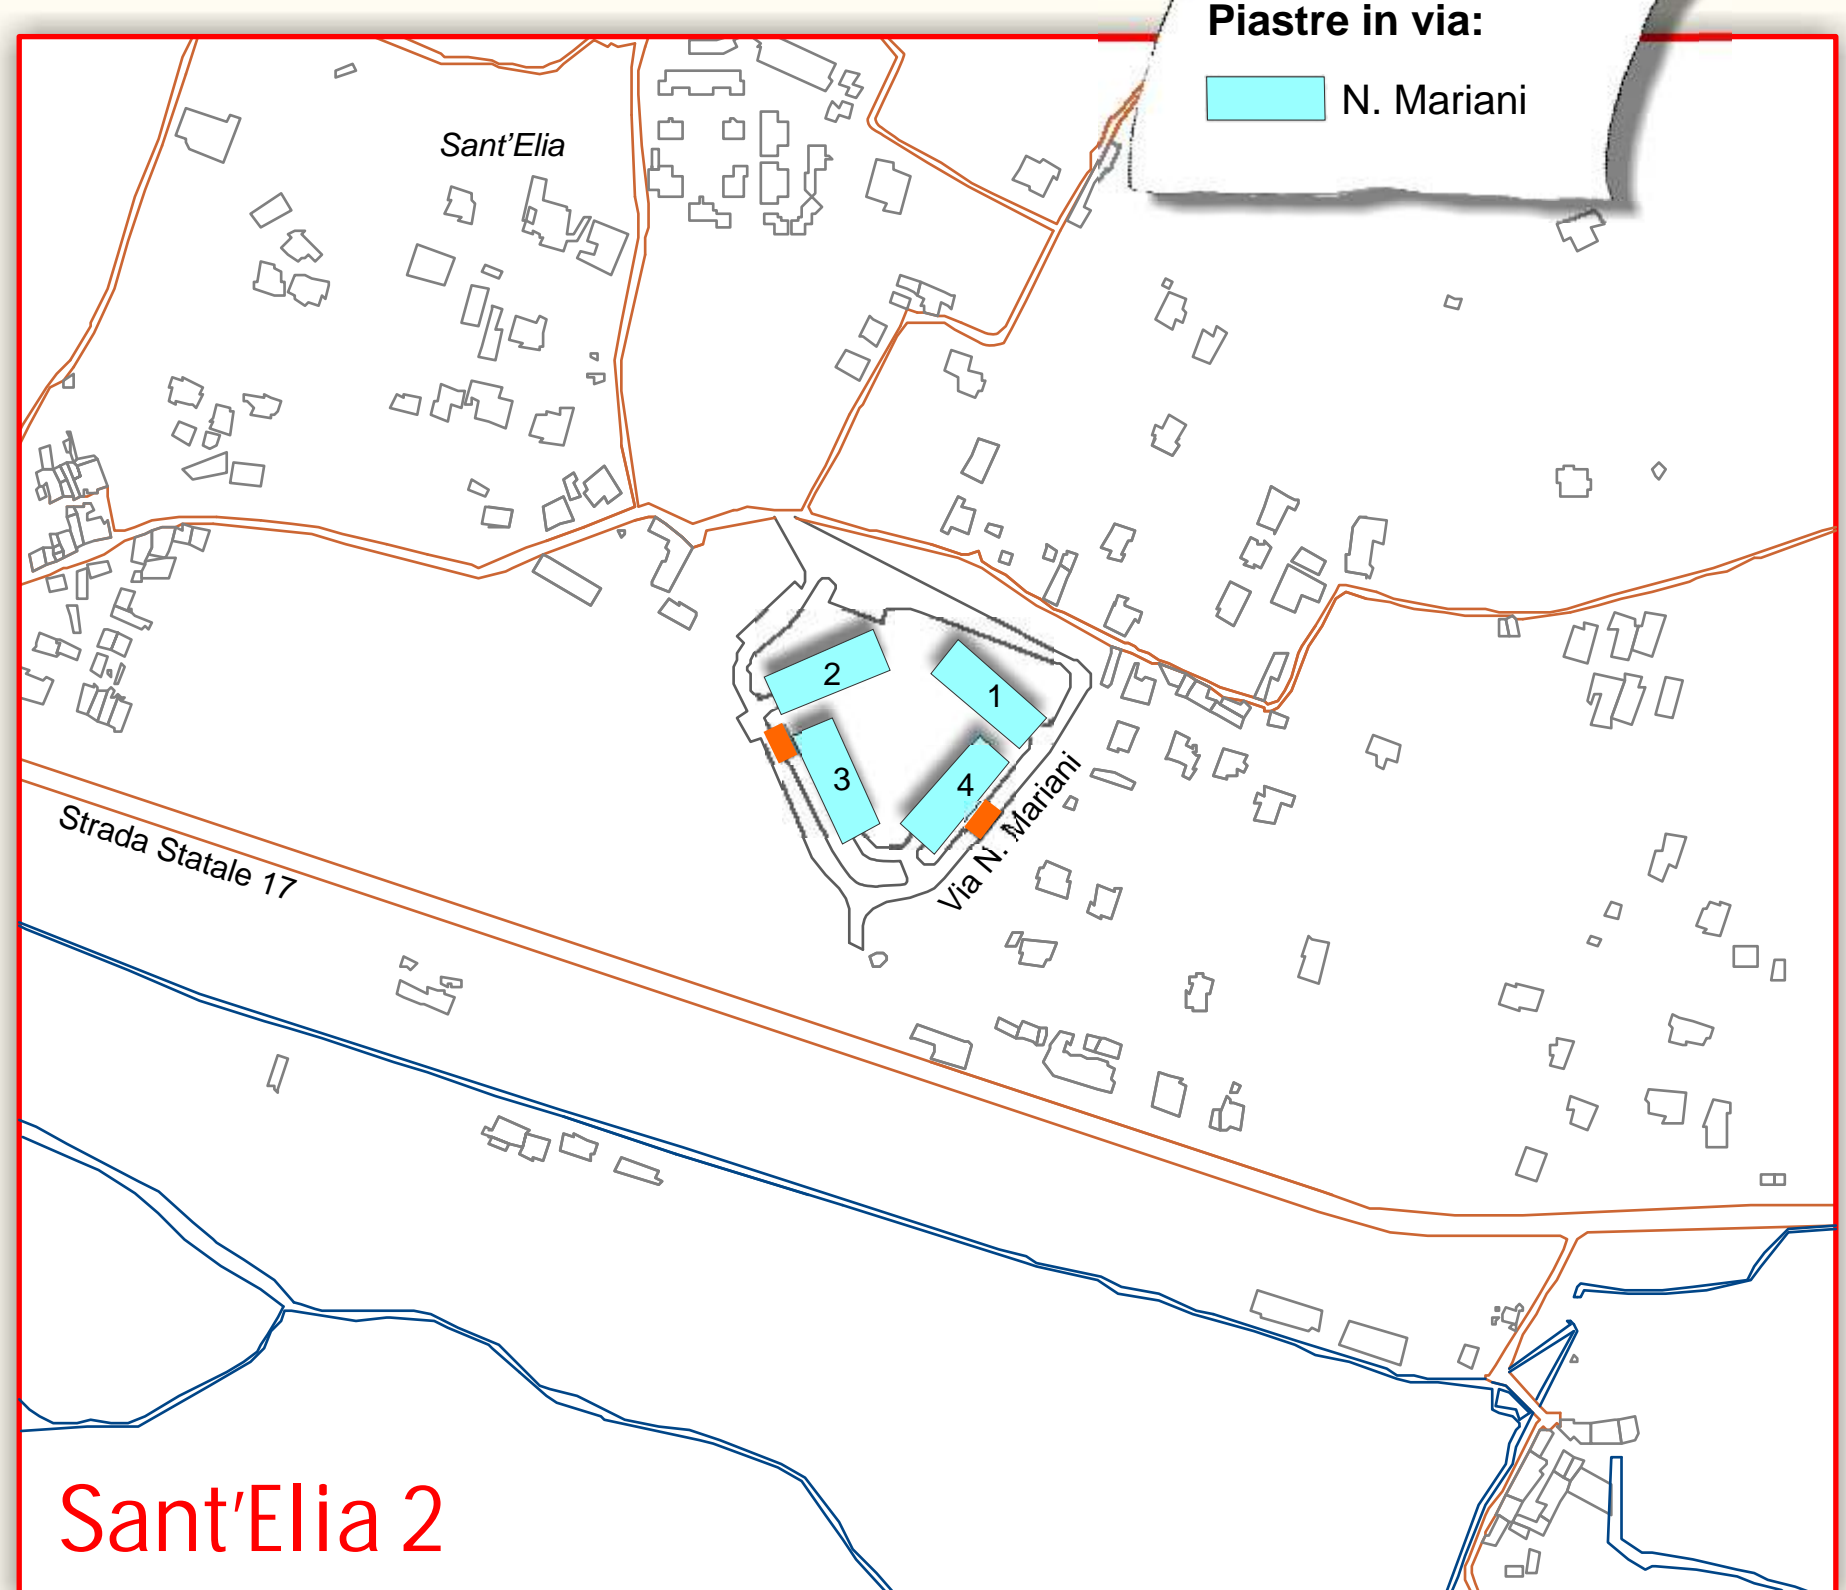 Piastre in via:
N. Mariani
Sant'Elia
2
1
3
4
Via N. Mariani
Strada Statale 17
Sant'Elia 2